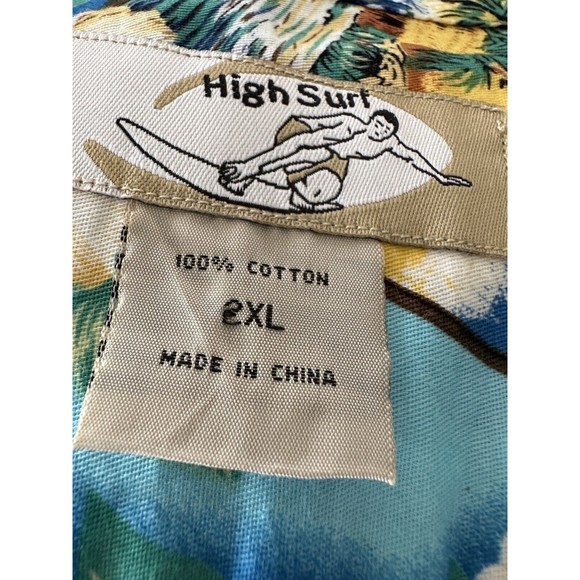 High Surf
100% COTTON
2XL
MADE IN CHINA